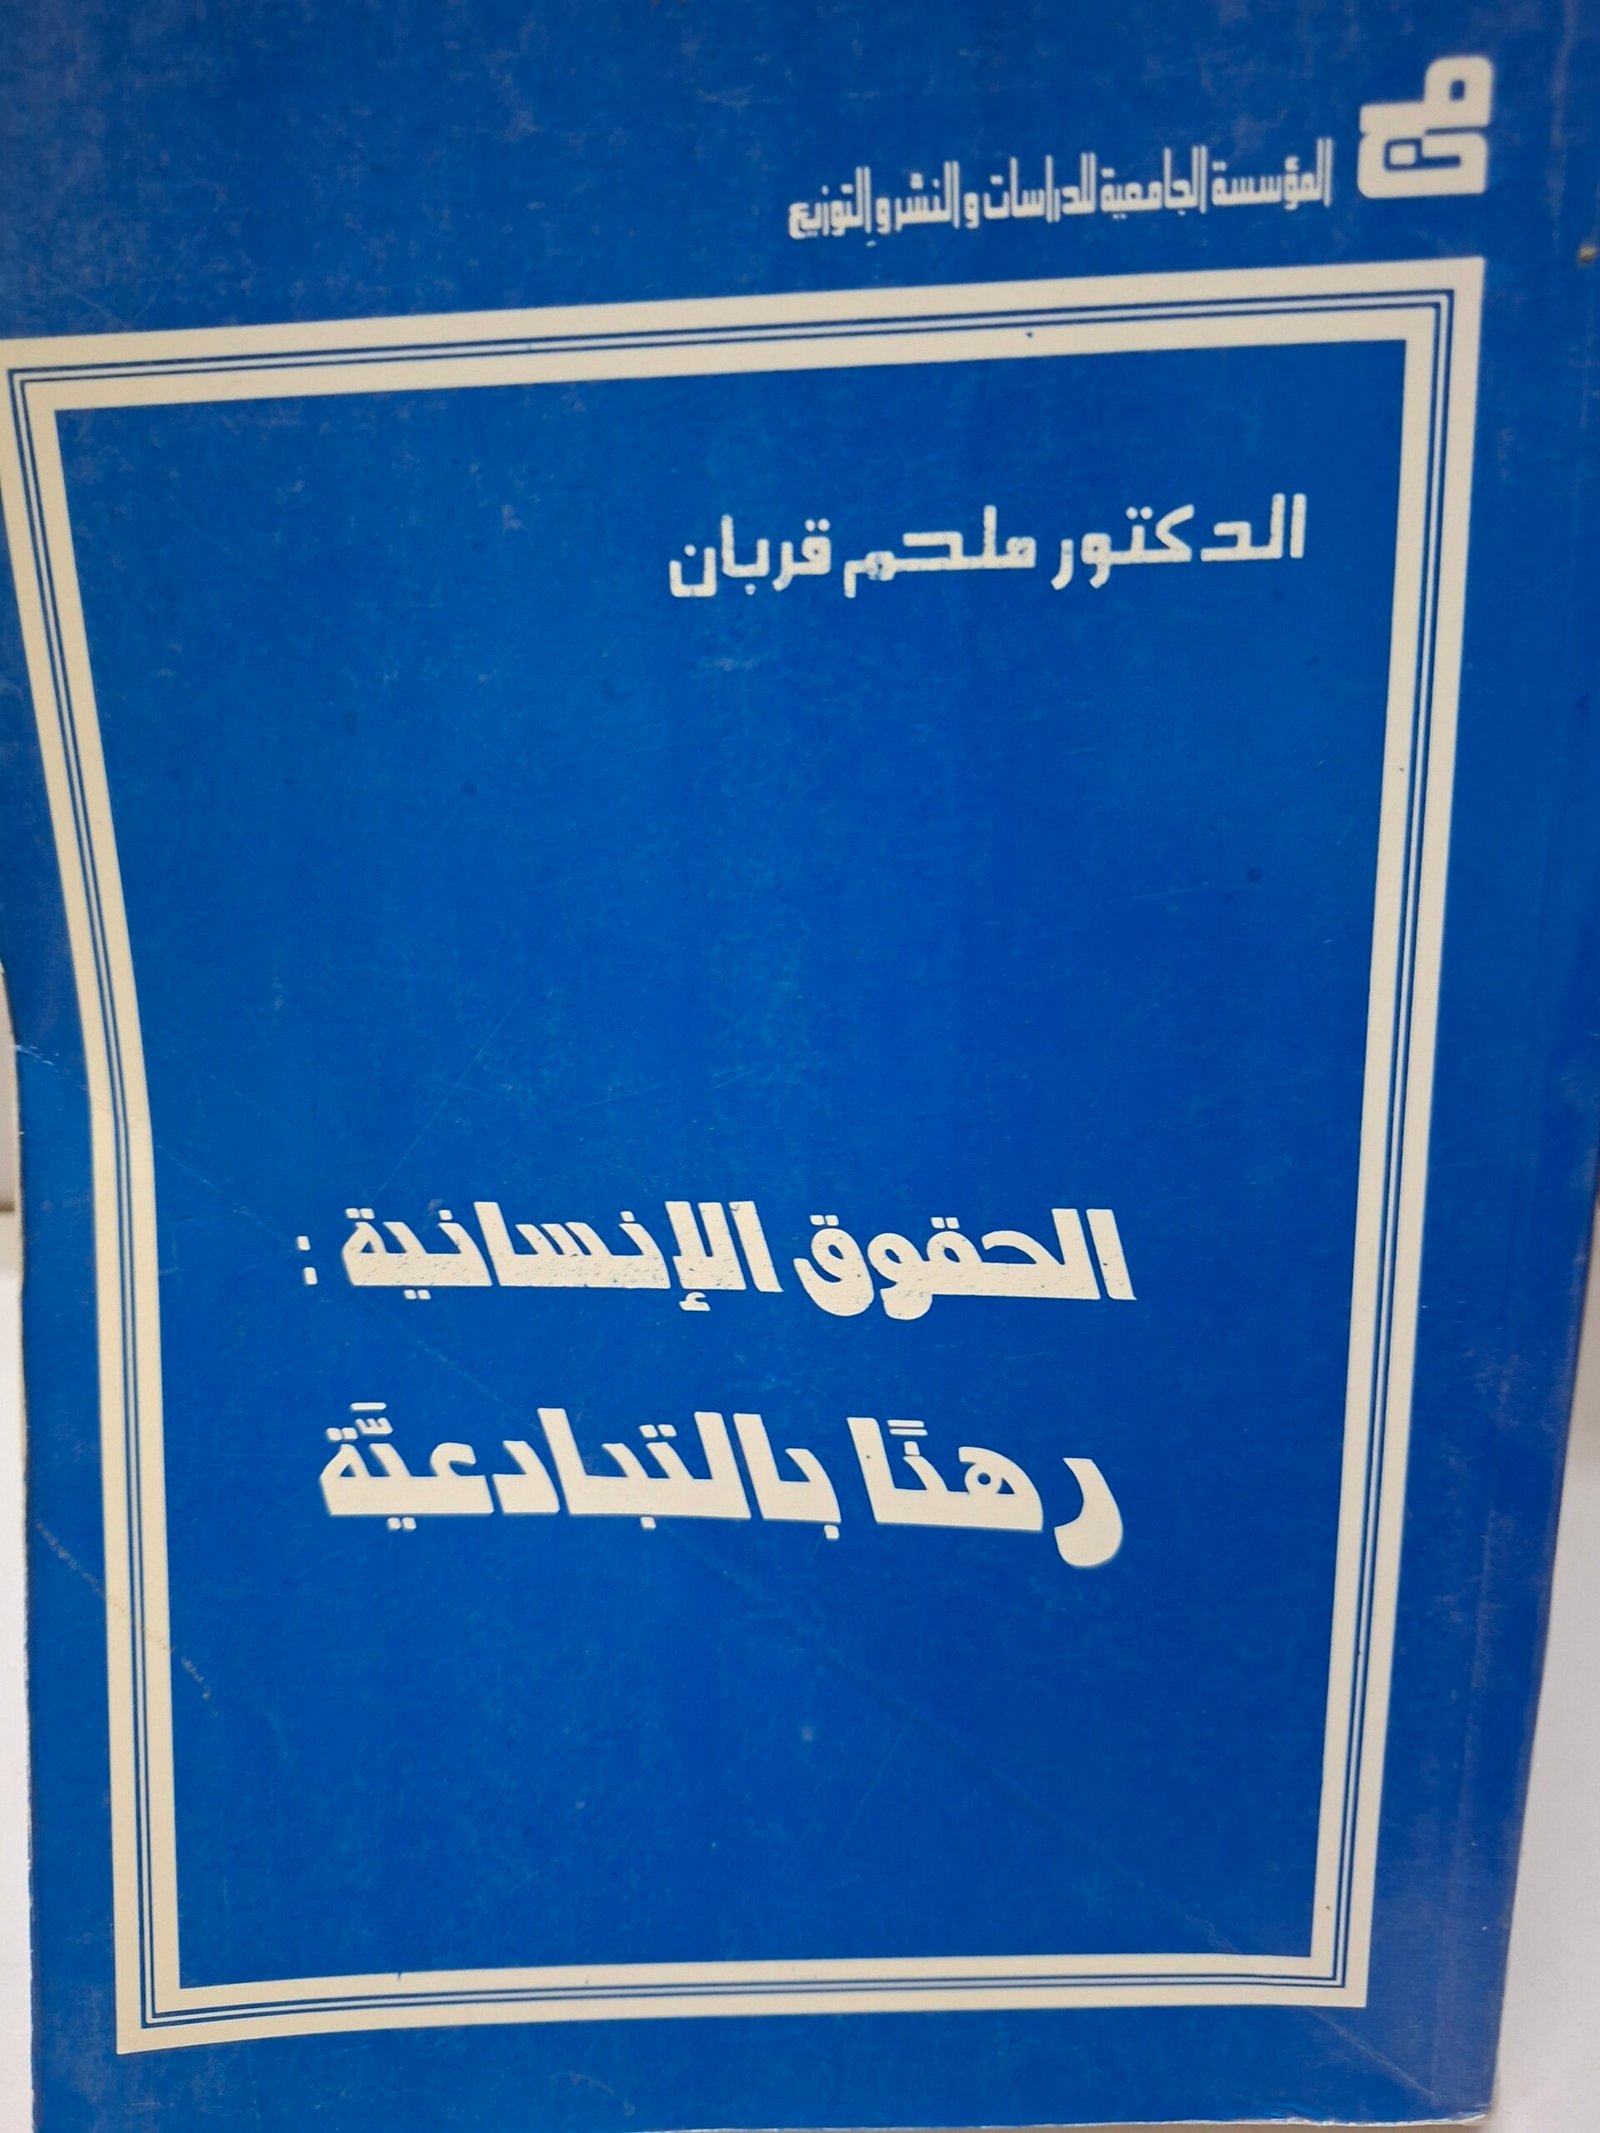 المؤسسة الجامعية للدراسات والنشر والتوزيع
الدكتور ملحم قربان
الحقوق الإنسانية :
رهنًا بالتبادعيَّة